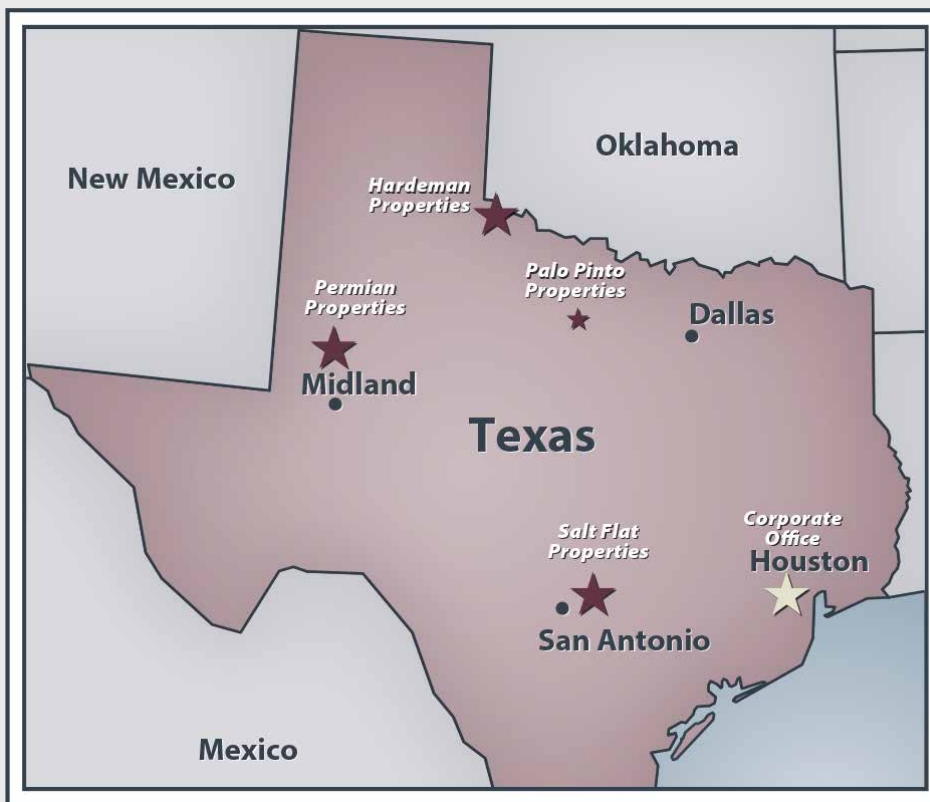 Oklahoma
New Mexico
Hardeman
Properties
Palo Pinto
Properties
Permian
Properties
Dallas
Midland
Texas
Salt Flat
Properties
Corporate
Office
Houston
San Antonio
Mexico